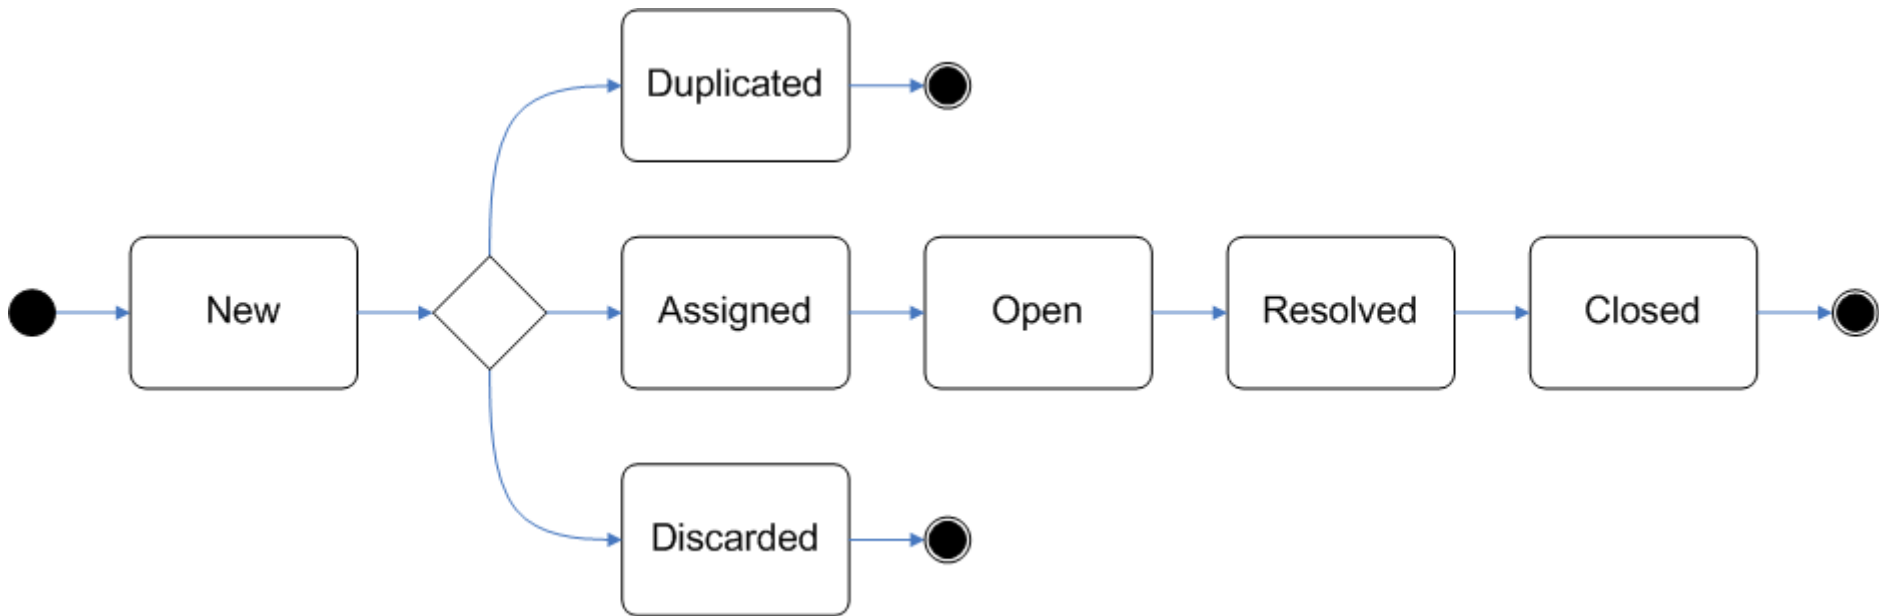 Duplicated
New
Assigned
Open
Resolved
Closed
Discarded